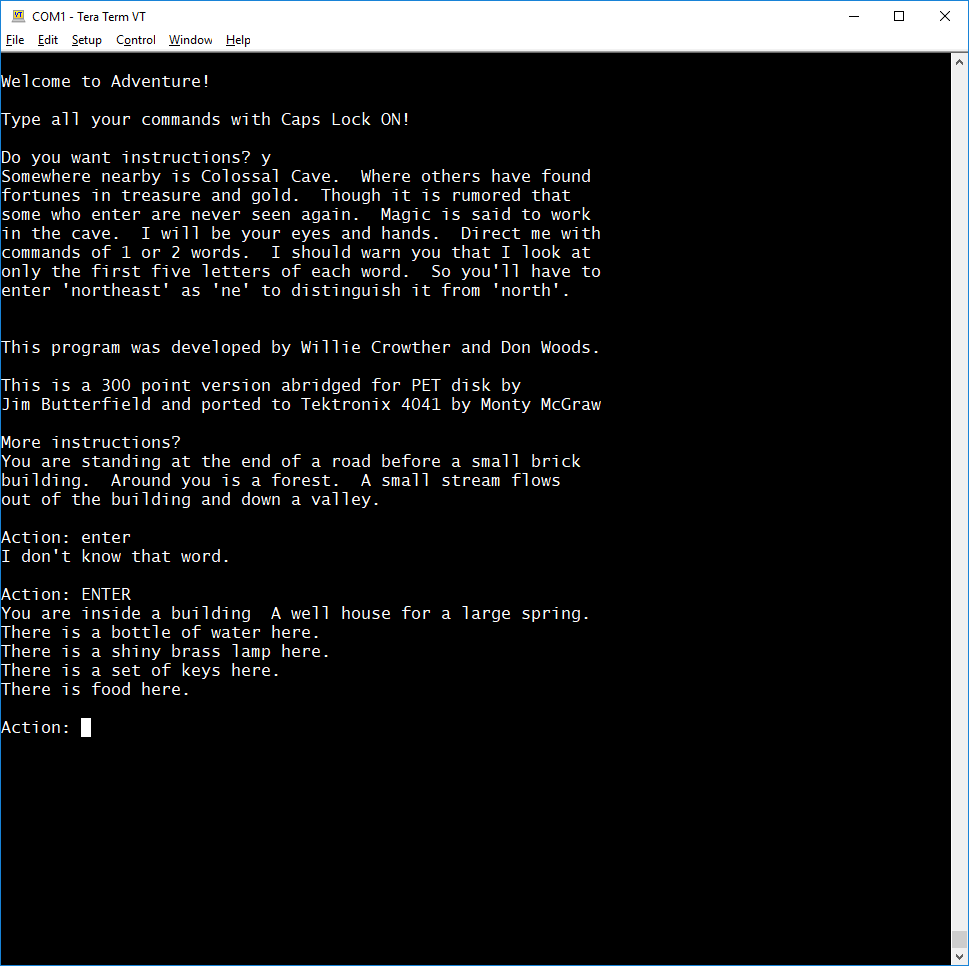 COM1 - Tera Term VT
File Edit Setup Control Window Help
Welcome to Adventure!
Type all your commands with Caps Lock ON!
Do you want instructions? y
Somewhere nearby is Colossal Cave.  Where others have found
fortunes in treasure and gold.  Though it is rumored that
some who enter are never seen again.  Magic is said to work
in the cave.  I will be your eyes and hands.  Direct me with
commands of 1 or 2 words.  I should warn you that I look at
only the first five letters of each word.  So you'll have to
enter 'northeast' as 'ne' to distinguish it from 'north'.
This program was developed by Willie Crowther and Don Woods.
This is a 300 point version abridged for PET disk by
Jim Butterfield and ported to Tektronix 4041 by Monty McGraw
More instructions?
You are standing at the end of a road before a small brick
building.  Around you is a forest.  A small stream flows
out of the building and down a valley.
Action: enter
I don't know that word.
Action: ENTER
You are inside a building  A well house for a large spring.
There is a bottle of water here.
There is a shiny brass lamp here.
There is a set of keys here.
There is food here.
Action: